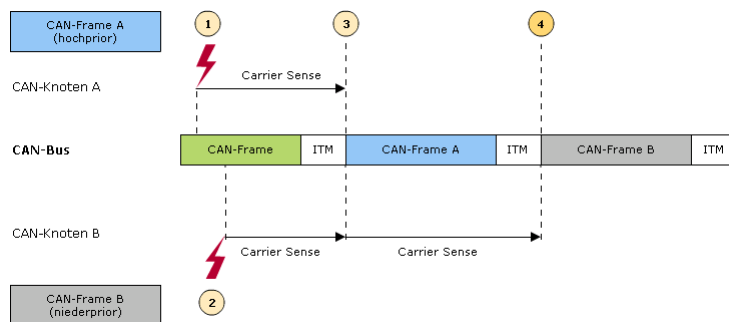 CAN-Frame A
(hochprior)
1
3
4
Carrier Sense
CAN-Knoten A
CAN-Bus
CAN-Frame
ITM
CAN-Frame A
ITM
CAN-Frame B
ITM
CAN-Knoten B
Carrier Sense
Carrier Sense
2
CAN-Frame B
(niederprior)